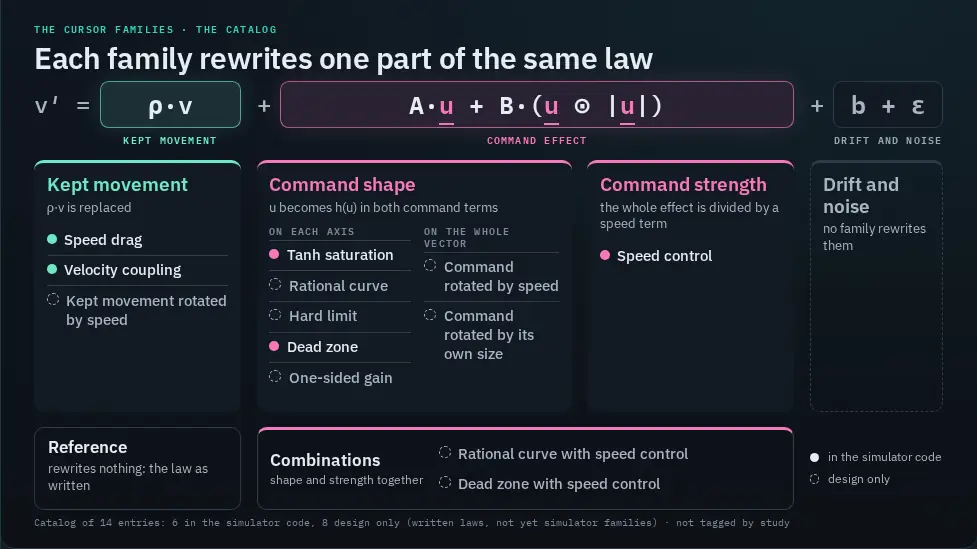 THE CURSOR FAMILIES · THE CATALOG
Each family rewrites one part of the same law
v′ = ρ·v + A·u + B·(u ⊙ |u|) + b + ε
KEPT MOVEMENT
COMMAND EFFECT
DRIFT AND NOISE
Kept movement
ρ·v is replaced
Speed drag
Velocity coupling
Kept movement rotated
by speed
Command shape
u becomes h(u) in both command terms
ON EACH AXIS
Tanh saturation
Rational curve
Hard limit
Dead zone
One-sided gain
ON THE WHOLE
VECTOR
Command
rotated by speed
Command
rotated by its
own size
Command strength
the whole effect is divided by a
speed term
Speed control
Drift and
noise
no family rewrites
them
Reference
rewrites nothing: the law as
written
Combinations
shape and strength together
Rational curve with speed control
Dead zone with speed control
in the simulator code
design only
Catalog of 14 entries: 6 in the simulator code, 8 design only (written laws, not yet simulator families) · not tagged by study